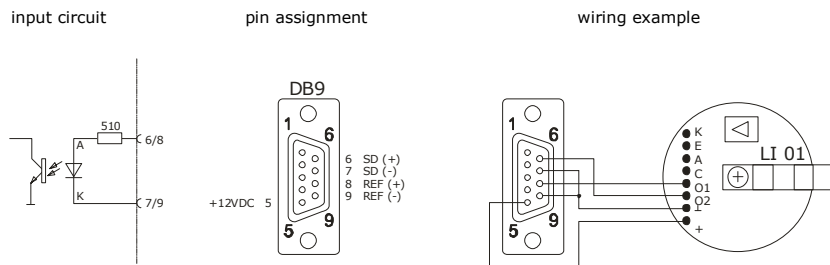 input circuit
pin assignment
wiring example
510
A
6/8
K
7/9
DB9
1
6
6 SD (+)
7 SD (-)
8 REF (+)
9 REF (-)
+12VDC 5
5
9
1
6
5
9
K
E
A
C
O1
O2
⊥
+
LI 01